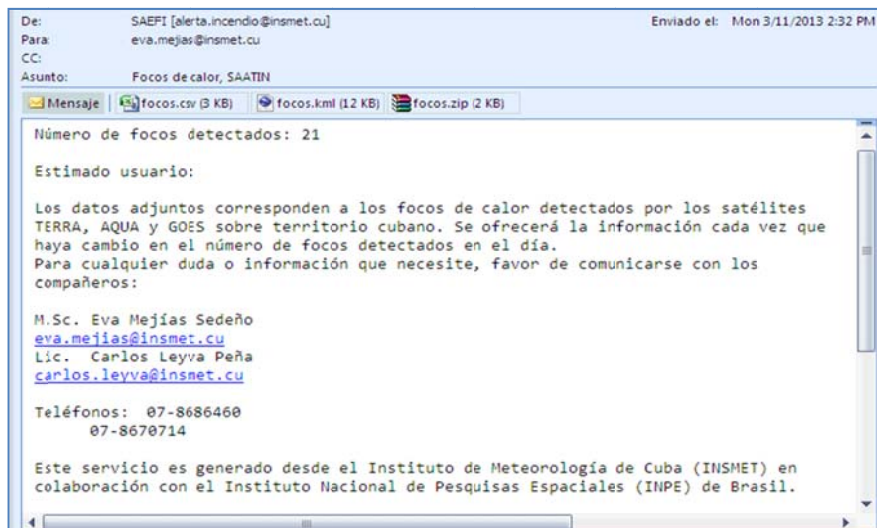 De: SAEFI [alerta.incendio@insmet.cu] Enviado el: Mon 3/11/2013 2:32 PM
Para: eva.mejias@insmet.cu
CC:
Asunto: Focos de calor, SAATIN
Mensaje focos.csv (3 KB) focos.kml (12 KB) focos.zip (2 KB)
Número de focos detectados: 21
Estimado usuario:
Los datos adjuntos corresponden a los focos de calor detectados por los satélites
TERRA, AQUA y GOES sobre territorio cubano. Se ofrecerá la información cada vez que
haya cambio en el número de focos detectados en el día.
Para cualquier duda o información que necesite, favor de comunicarse con los
compañeros:
M.Sc. Eva Mejías Sedeño
eva.mejias@insmet.cu
Lic. Carlos Leyva Peña
carlos.leyva@insmet.cu
Teléfonos: 07-8686460
07-8670714
Este servicio es generado desde el Instituto de Meteorología de Cuba (INSMET) en
colaboración con el Instituto Nacional de Pesquisas Espaciales (INPE) de Brasil.